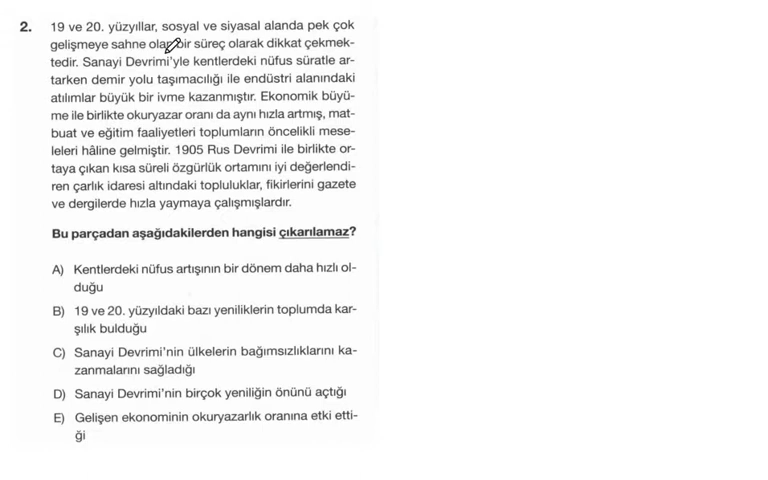 2. 19 ve 20. yüzyıllar, sosyal ve siyasal alanda pek çok
gelişmeye sahne olan bir süreç olarak dikkat çekmek-
tedir. Sanayi Devrimi'yle kentlerdeki nüfus süratle ar-
tarken demir yolu taşımacılığı ile endüstri alanındaki
atılımlar büyük bir ivme kazanmıştır. Ekonomik büyü-
me ile birlikte okuryazar oranı da aynı hızla artmış, mat-
buat ve eğitim faaliyetleri toplumların öncelikli mese-
leleri hâline gelmiştir. 1905 Rus Devrimi ile birlikte or-
taya çıkan kısa süreli özgürlük ortamını iyi değerlendi-
ren çarlık idaresi altındaki topluluklar, fikirlerini gazete
ve dergilerde hızla yaymaya çalışmışlardır.
Bu parçadan aşağıdakilerden hangisi çıkarılamaz?
A) Kentlerdeki nüfus artışının bir dönem daha hızlı ol-
duğu
B) 19 ve 20. yüzyıldaki bazı yeniliklerin toplumda kar-
şılık bulduğu
C) Sanayi Devrimi'nin ülkelerin bağımsızlıklarını ka-
zanmalarını sağladığı
D) Sanayi Devrimi'nin birçok yeniliğin önünü açtığı
E) Gelişen ekonominin okuryazarlık oranına etki etti-
ği